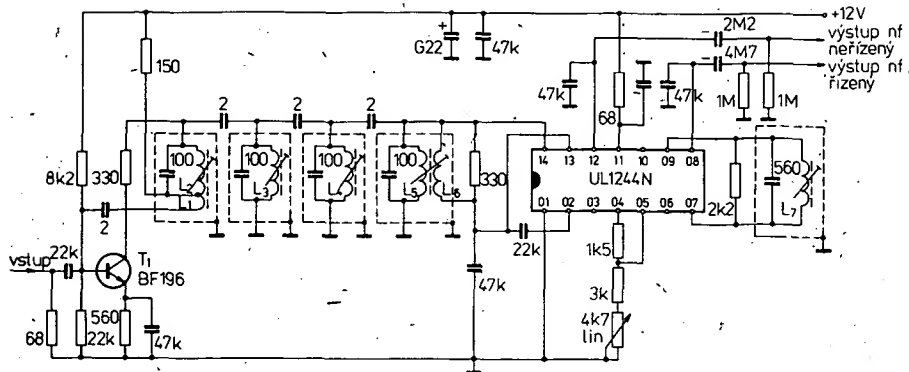 +12V
2M2
výstup nf
neřízený
4M7
výstup nf
řízený
G22
47k
150
47k
68
47k
1M
1M
2
2
2
100
100
100
100
L2
L3
L4
L5
L6
L1
8k2
330
330
2
14 13 12 11 10 09 08
UL1244N
01 02 03 04 05 06 07
2k2
560
L7
vstup
22k
T1
BF196
22k
1k5
3k
4k7
lin
47k
68
560
22k
47k